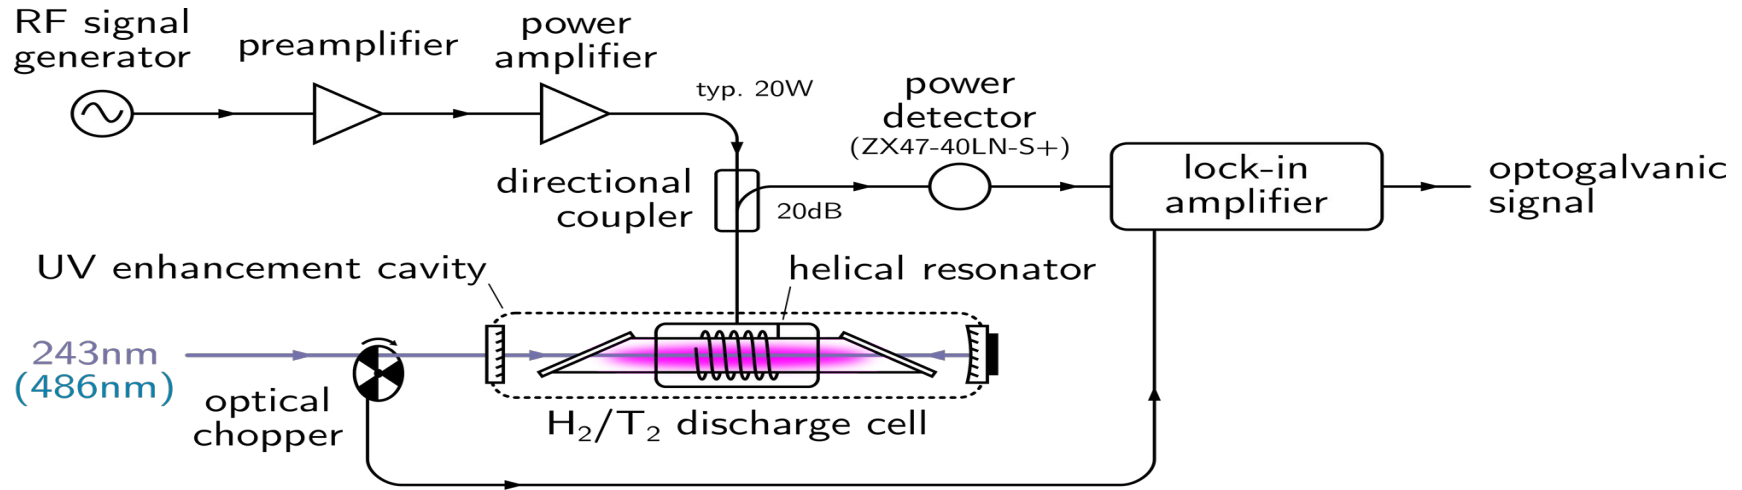 RF signal
generator
preamplifier
power
amplifier
typ. 20W
power
detector
(ZX47-40LN-S+)
directional
coupler
20dB
lock-in
amplifier
optogalvanic
signal
UV enhancement cavity
helical resonator
243nm
(486nm)
optical
chopper
H₂/T₂ discharge cell